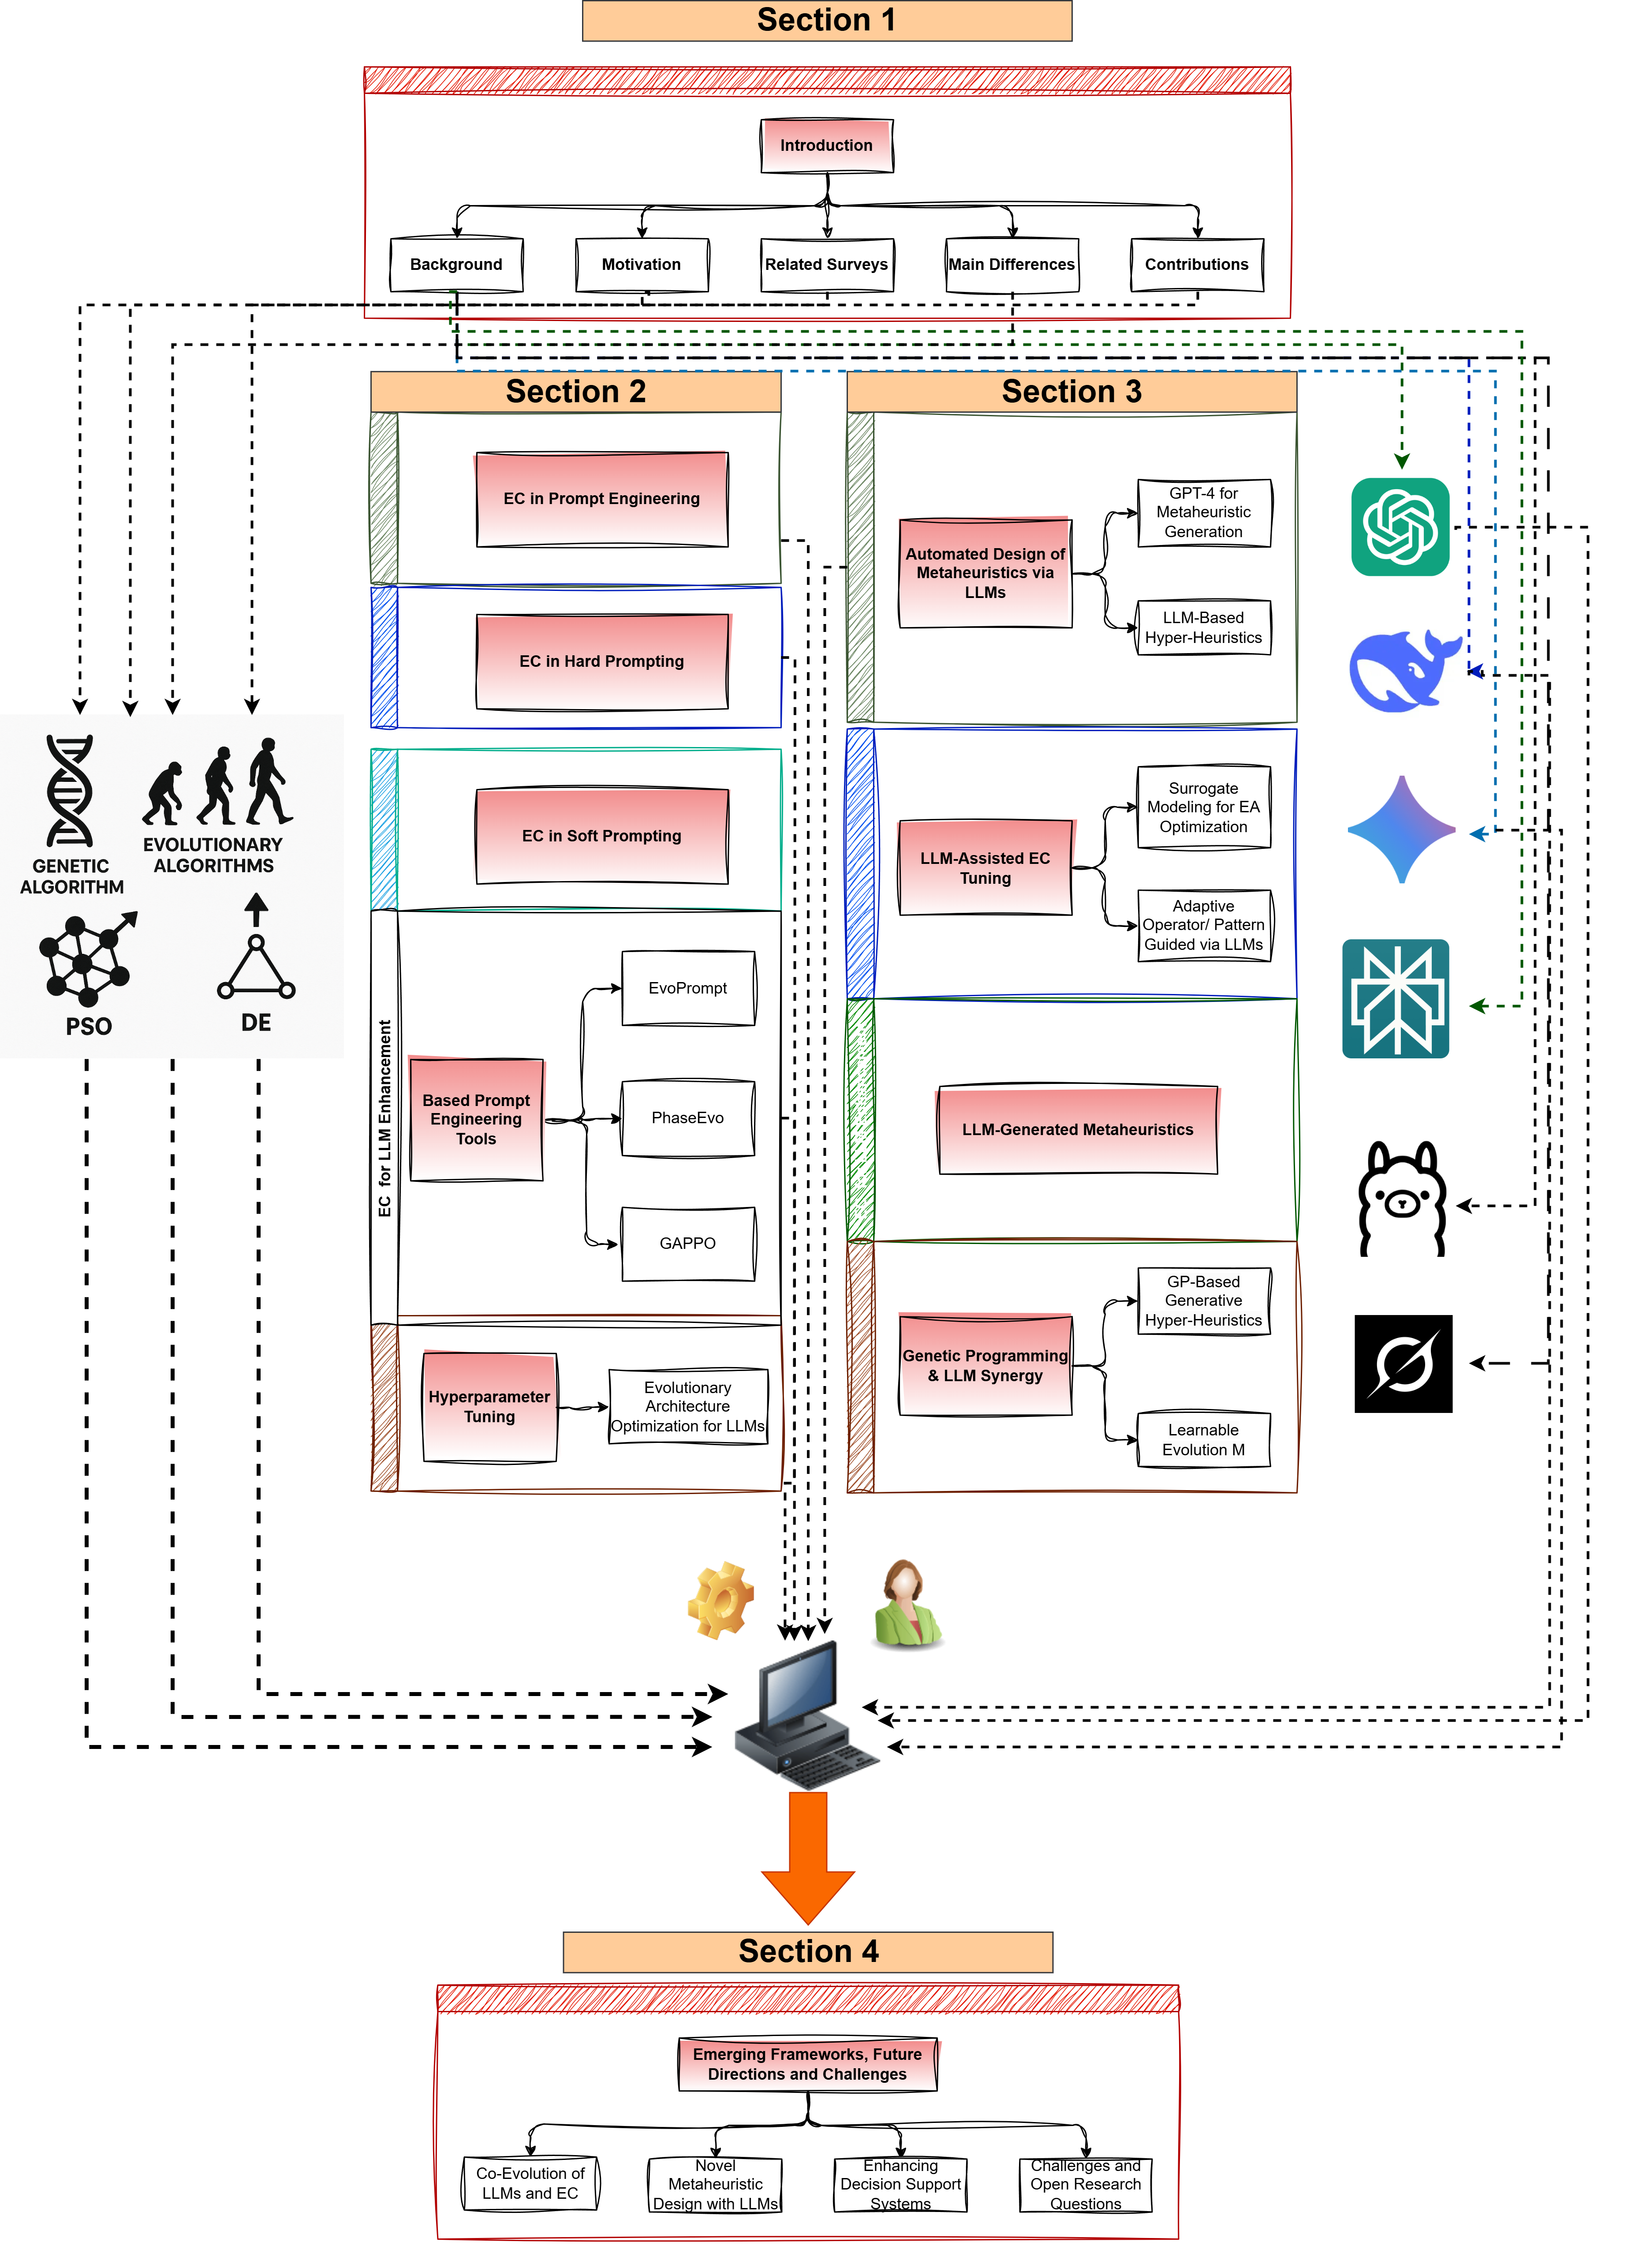 Section 1
Introduction
Background
Motivation
Related Surveys
Main Differences
Contributions
Section 2
EC in Prompt Engineering
EC in Hard Prompting
EC in Soft Prompting
EC for LLM Enhancement
Based Prompt
Engineering
Tools
EvoPrompt
PhaseEvo
GAPPO
Hyperparameter
Tuning
Evolutionary
Architecture
Optimization for LLMs
Section 3
Automated Design of
Metaheuristics via
LLMs
GPT-4 for
Metaheuristic
Generation
LLM-Based
Hyper-Heuristics
LLM-Assisted EC
Tuning
Surrogate
Modeling for EA
Optimization
Adaptive
Operator/ Pattern
Guided via LLMs
LLM-Generated Metaheuristics
Genetic Programming
& LLM Synergy
GP-Based
Generative
Hyper-Heuristics
Learnable
Evolution M
GENETIC
ALGORITHM
EVOLUTIONARY
ALGORITHMS
PSO
DE
Section 4
Emerging Frameworks, Future
Directions and Challenges
Co-Evolution of
LLMs and EC
Novel
Metaheuristic
Design with LLMs
Enhancing
Decision Support
Systems
Challenges and
Open Research
Questions